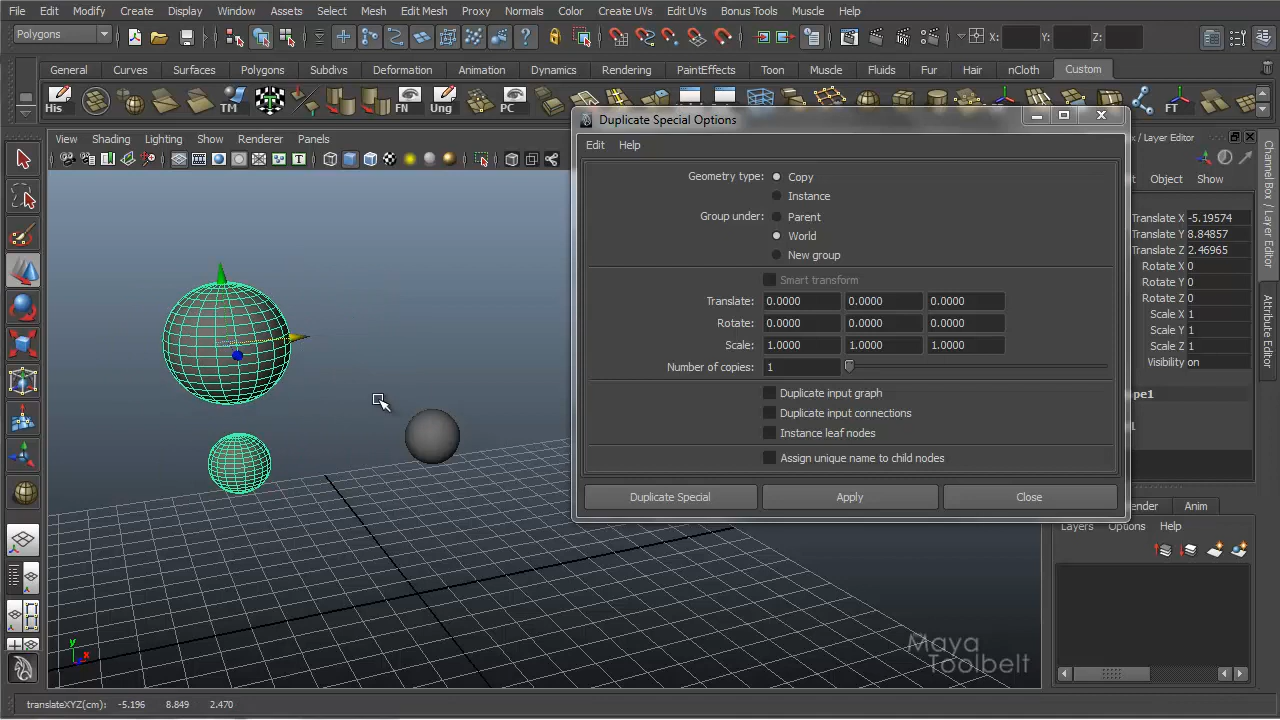 File Edit Modify Create Display Window Assets Select Mesh Edit Mesh Proxy Normals Color Create UVs Edit UVs Bonus Tools Muscle Help
Polygons X: Y: Z:
General Curves Surfaces Polygons Subdivs Deformation Animation Dynamics Rendering PaintEffects Toon Muscle Fluids Fur Hair nCloth Custom
His TM FN Ung PC FT
Duplicate Special Options
Edit Help
View Shading Lighting Show Renderer Panels
/ Layer Editor
Object Show
Channel Box / Layer Editor
Attribute Editor
Geometry type: Copy
Instance
Group under: Parent
World
New group
Smart transform
Translate: 0.0000 0.0000 0.0000
Rotate: 0.0000 0.0000 0.0000
Scale: 1.0000 1.0000 1.0000
Number of copies: 1
Duplicate input graph
Duplicate input connections
Instance leaf nodes
Assign unique name to child nodes
Duplicate Special Apply Close
Translate X -5.19574
Translate Y 8.84857
Translate Z 2.46965
Rotate X 0
Rotate Y 0
Rotate Z 0
Scale X 1
Scale Y 1
Scale Z 1
Visibility on
pe1
1
nder Anim
Layers Options Help
y
x
Maya
Toolbelt
translateXYZ(cm): -5.196 8.849 2.470